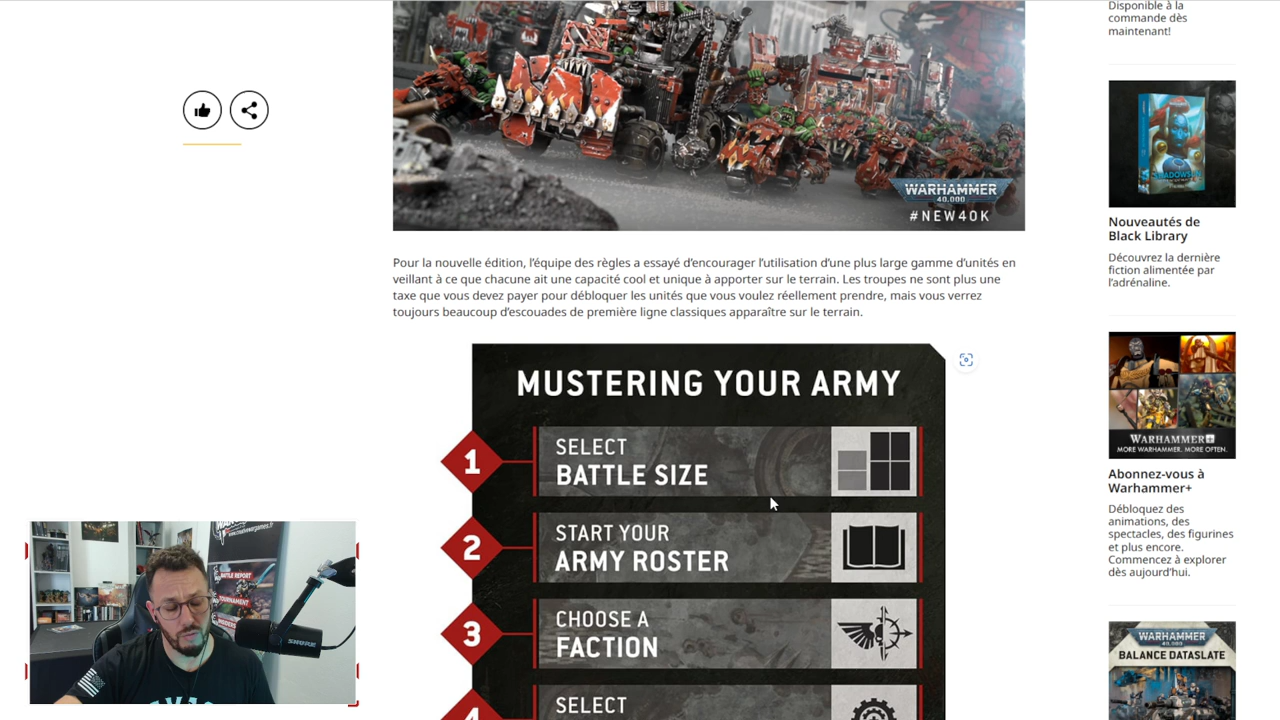 WARHAMMER
40,000
#NEW40K
Pour la nouvelle édition, l'équipe des règles a essayé d'encourager l'utilisation d'une plus large gamme d'unités en
veillant à ce que chacune ait une capacité cool et unique à apporter sur le terrain. Les troupes ne sont plus une
taxe que vous devez payer pour débloquer les unités que vous voulez réellement prendre, mais vous verrez
toujours beaucoup d'escouades de première ligne classiques apparaître sur le terrain.
MUSTERING YOUR ARMY
1
SELECT
BATTLE SIZE
2
START YOUR
ARMY ROSTER
3
CHOOSE A
FACTION
4
SELECT
Disponible à la
commande dès
maintenant!
Nouveautés de
Black Library
Découvrez la dernière
fiction alimentée par
l'adrénaline.
WARHAMMER+
MORE WARHAMMER. MORE OFTEN.
Abonnez-vous à
Warhammer+
Débloquez des
animations, des
spectacles, des figurines
et plus encore.
Commencez à explorer
dès aujourd'hui.
WARHAMMER
40,000
BALANCE DATASLATE
BATTLE REPORT
TOURNAMENT
SHURE